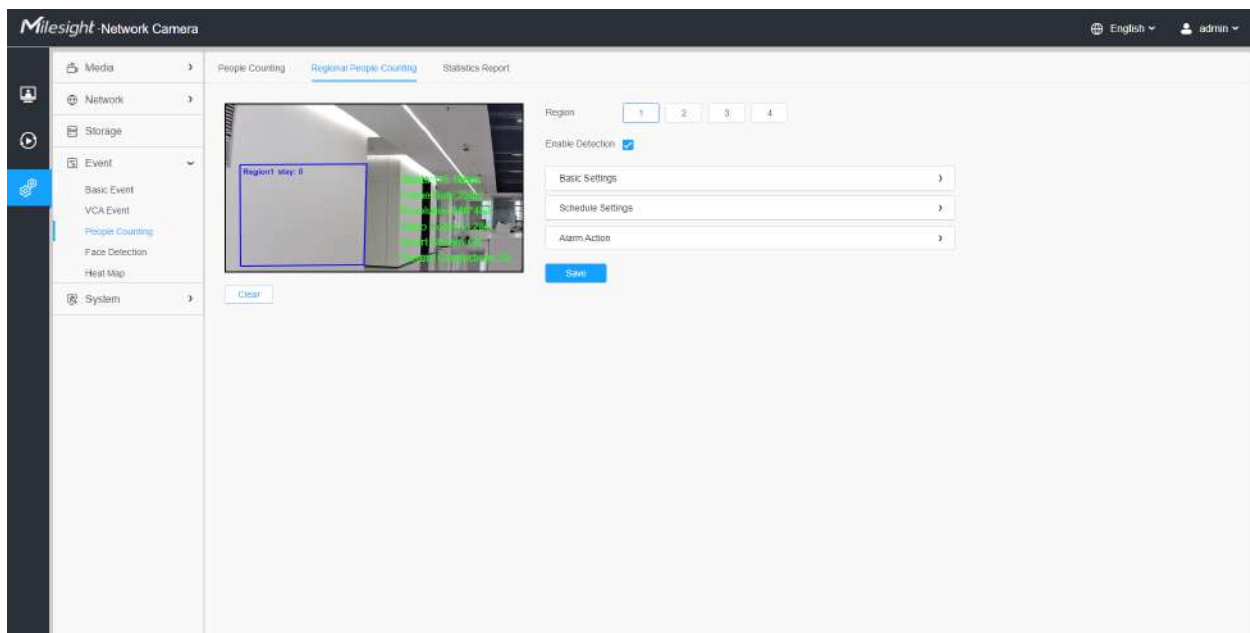 Milesight Network Camera
English
admin
Media
Network
Storage
Event
Basic Event
VCA Event
People Counting
Face Detection
Heat Map
System
People Counting
Regional People Counting
Statistics Report
Region1 stay: 0
Clear
Region
1
2
3
4
Enable Detection
Basic Settings
Schedule Settings
Alarm Action
Save